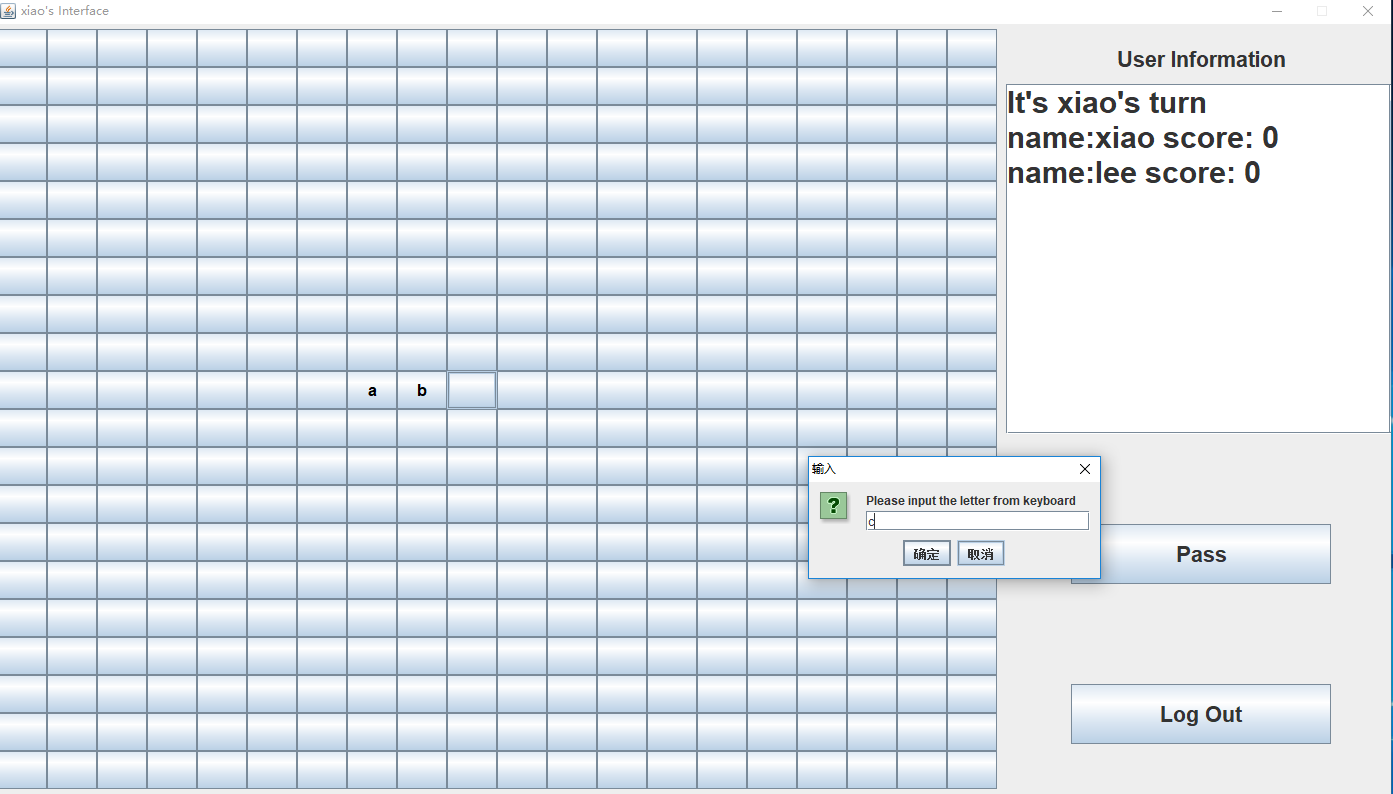 xiao's Interface
User Information
It's xiao's turn
name:xiao score: 0
name:lee score: 0
a b
输入
Please input the letter from keyboard
c
确定 取消
Pass
Log Out